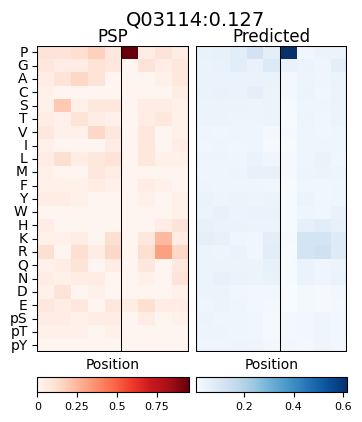 Q03114:0.127
PSP Predicted
P
G
A
C
S
T
V
I
L
M
F
Y
W
H
K
R
Q
N
D
E
pS
pT
pY
Position Position
0 0.25 0.5 0.75 0.2 0.4 0.6